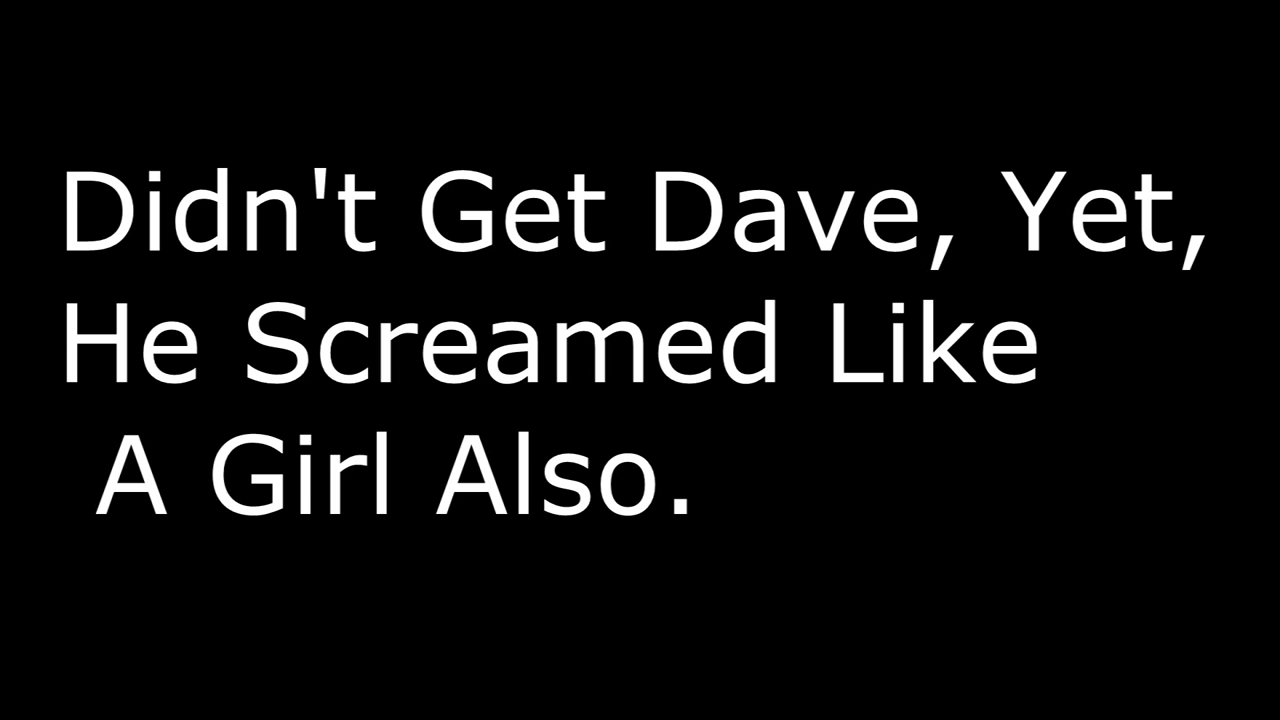 Didn't Get Dave, Yet,
He Screamed Like
A Girl Also.